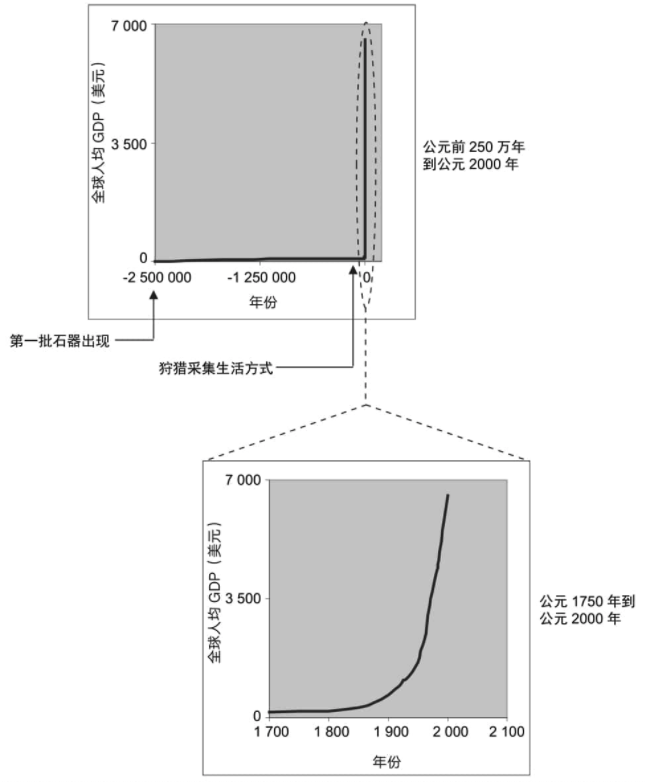 7 000
3 500
0
全球人均 GDP（美元）
-2 500 000
-1 250 000
0
年份
公元前 250 万年
到公元 2000 年
第一批石器出现
狩猎采集生活方式
7 000
3 500
0
全球人均 GDP（美元）
1 700
1 800
1 900
2 000
2 100
年份
公元 1750 年到
公元 2000 年